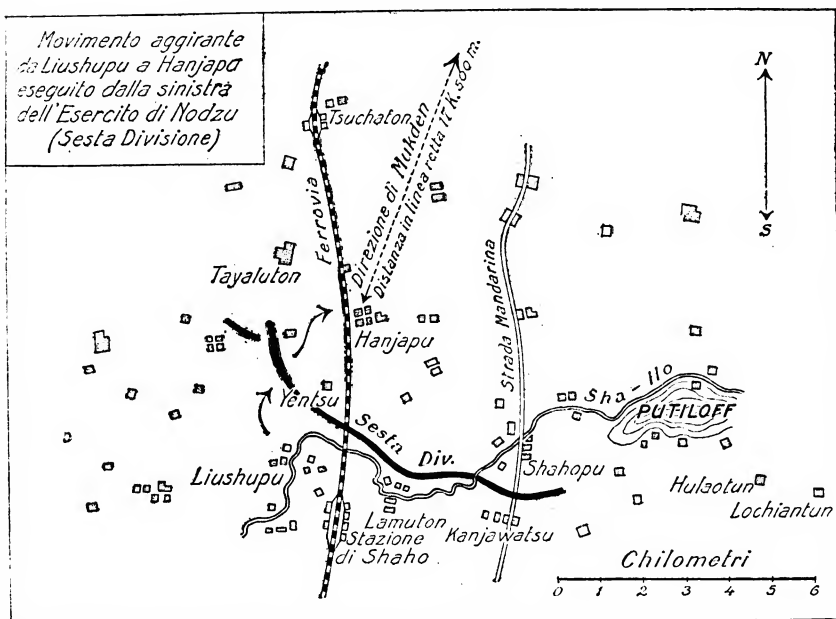 Movimento aggirante
da Liushupu a Hanjapa
eseguito dalla sinistra
dell'Esercito di Nodzu
(Sesta Divisione)
N
S
Tsuchaton
Ferrovia
Direzione di Mukden
Distanza in linea retta 17 K. 500 m.
Tayaluton
Hanjapu
Strada Mandarina
Sha-Ho
PUTILOFF
Yentsu
Sesta Div.
Liushupu
Shahopu
Hulaotun
Lochiantun
Lamuton
Stazione
di Shaho
Kanjawatsu
Chilometri
0 1 2 3 4 5 6